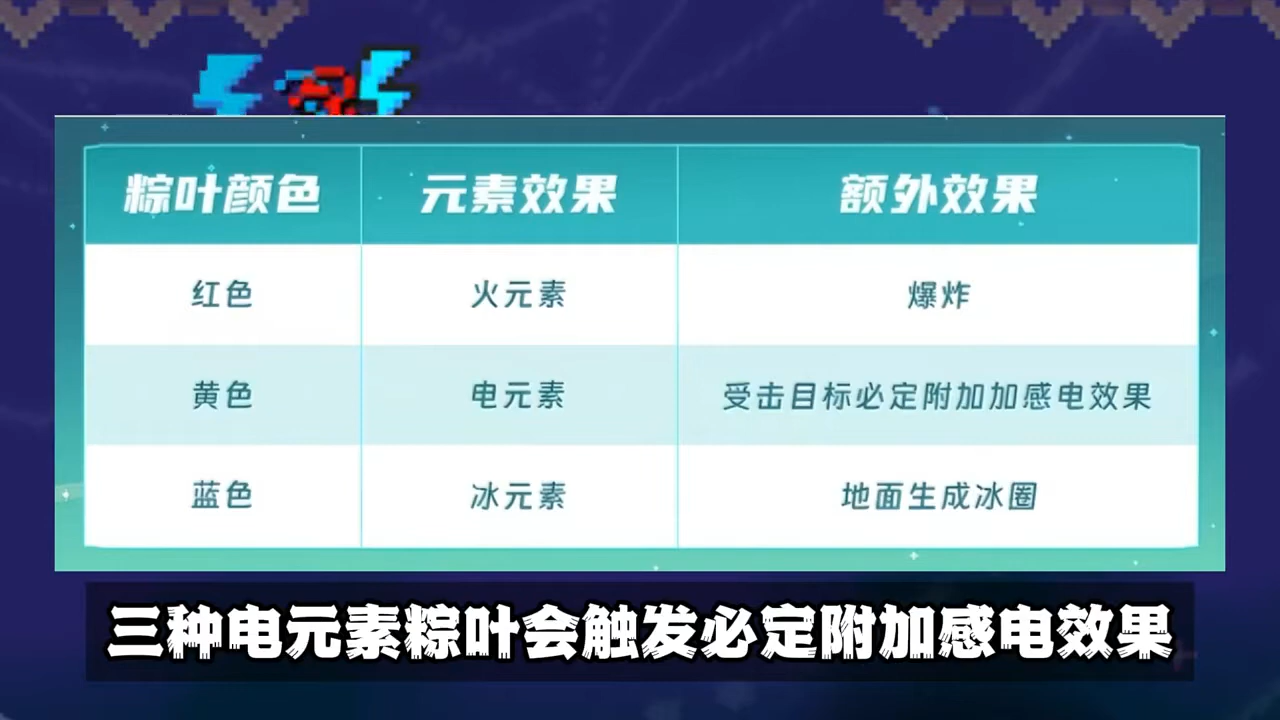 粽叶颜色 元素效果 额外效果
红色 火元素 爆炸
黄色 电元素 受击目标必定附加加感电效果
蓝色 冰元素 地面生成冰圈
三种电元素粽叶会触发必定附加感电效果